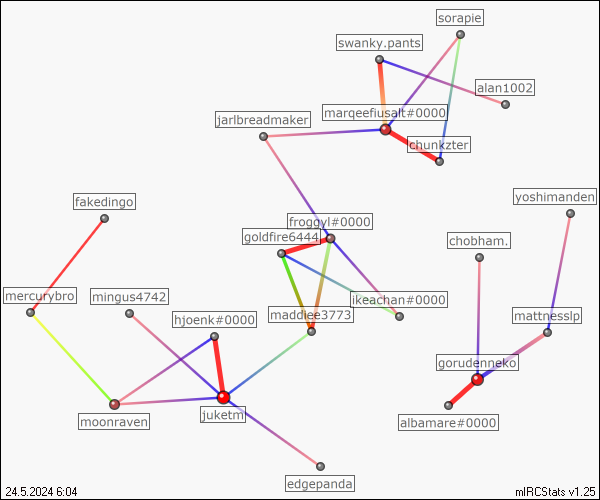 sorapie
swanky.pants
alan1002
marqeefiusalt#0000
jarlbreadmaker
chunkzter
yoshimanden
fakedingo
froggyl#0000
goldfire6444
chobham.
mercurybro
mingus4742
ikeachan#0000
hjoenk#0000
maddiee3773
mattnesslp
gorudenneko
juketm
moonraven
albamare#0000
edgepanda
24.5.2024 6:04
mIRCStats v1.25